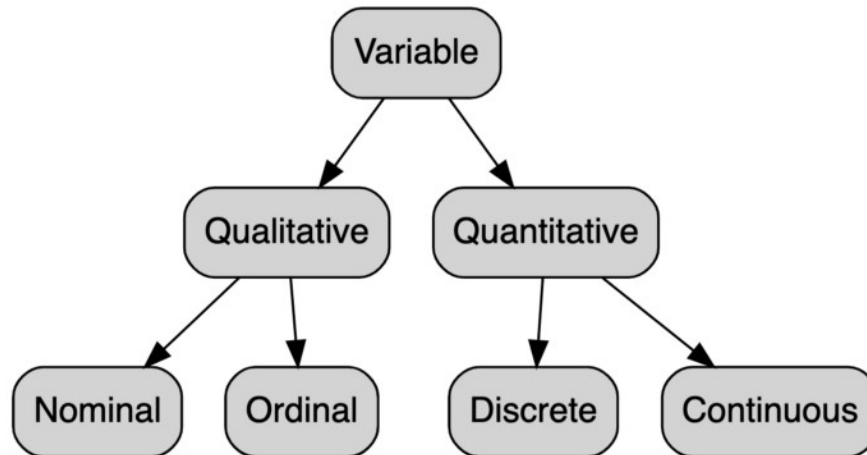 Variable
Qualitative
Quantitative
Nominal
Ordinal
Discrete
Continuous